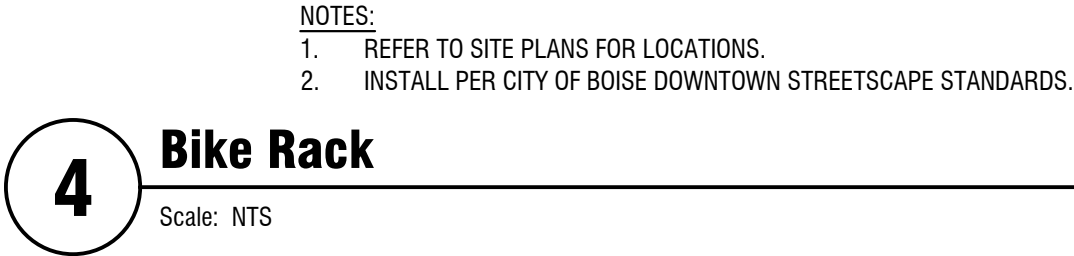 NOTES:
1. REFER TO SITE PLANS FOR LOCATIONS.
2. INSTALL PER CITY OF BOISE DOWNTOWN STREETSCAPE STANDARDS.
4 Bike Rack
Scale: NTS